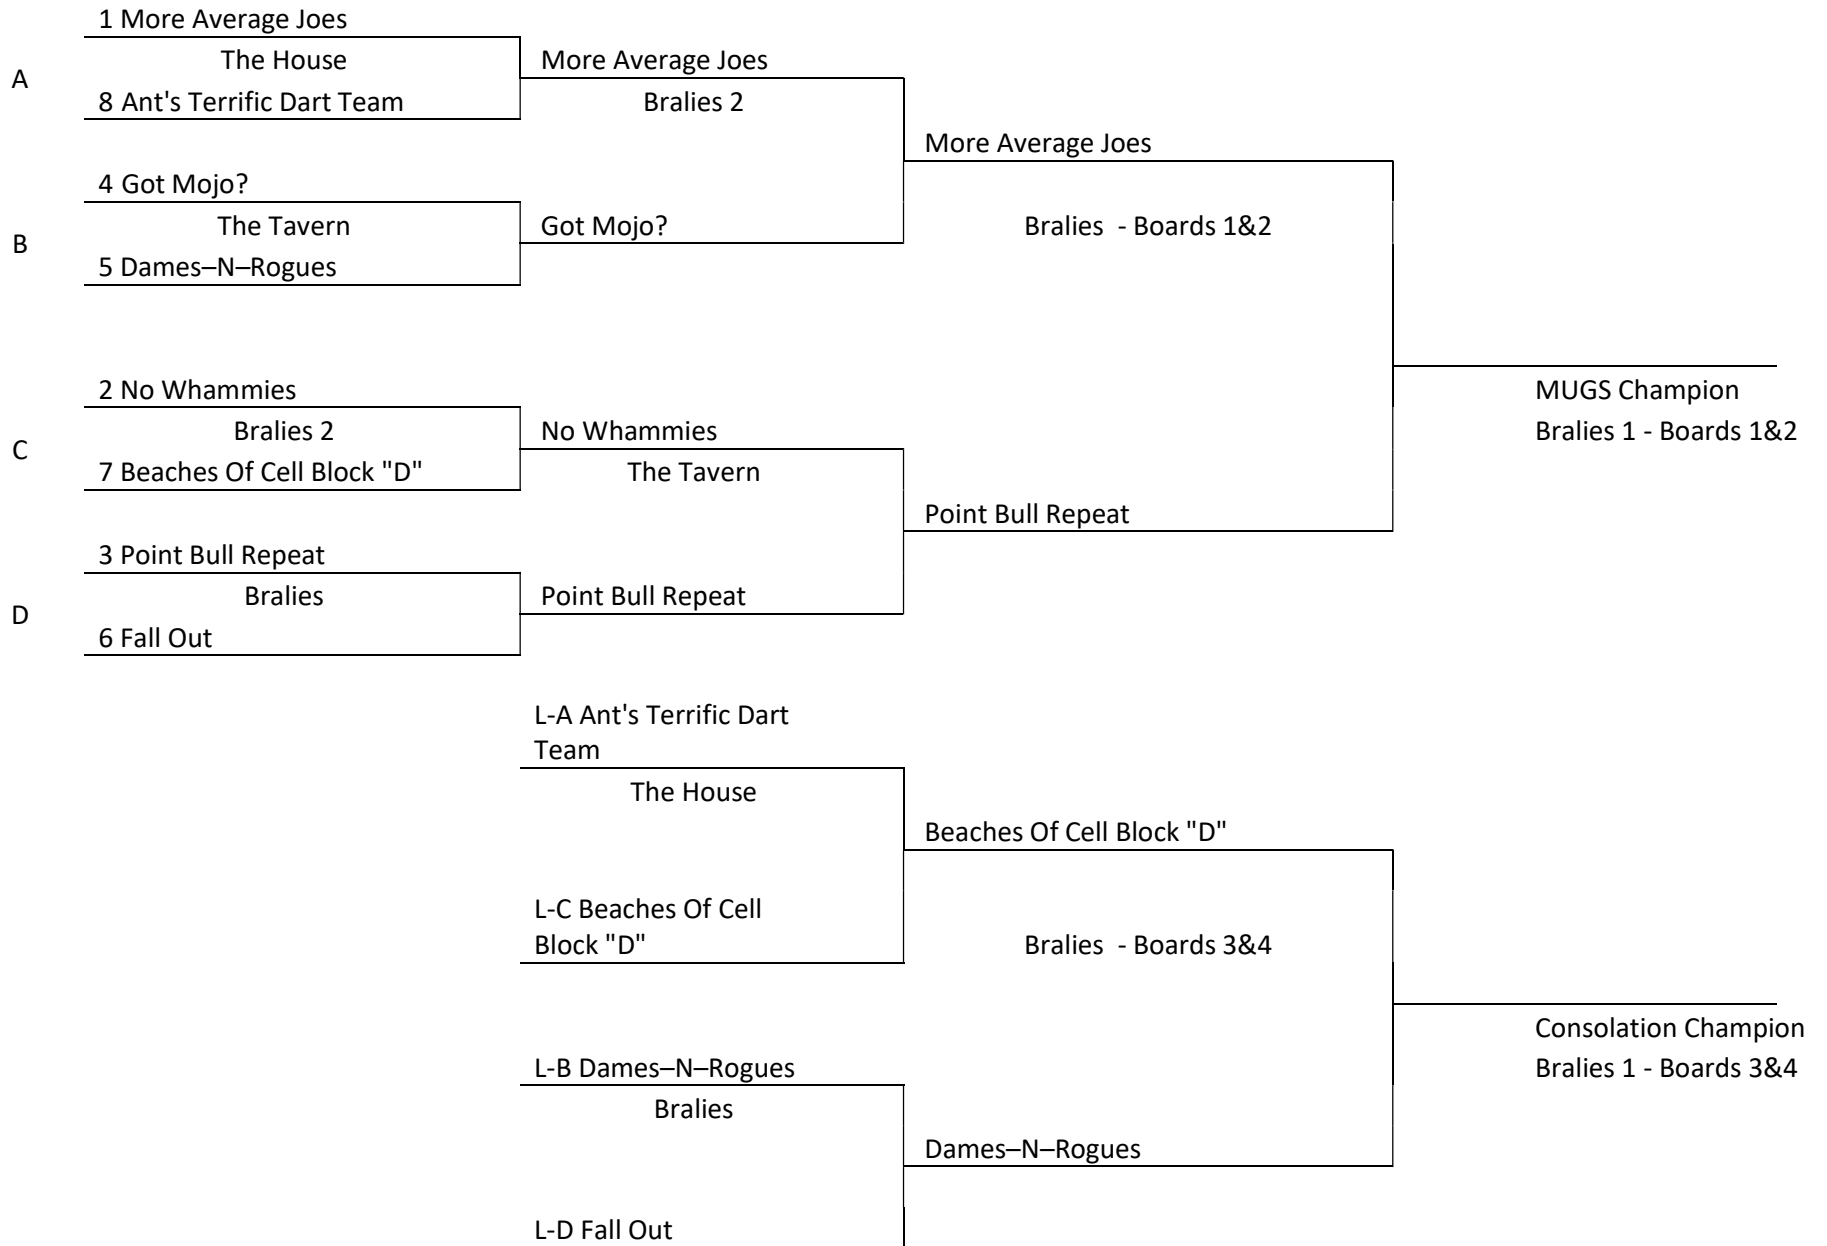 1 More Average Joes
The House
A
8 Ant's Terrific Dart Team
More Average Joes
Bralies 2
More Average Joes
4 Got Mojo?
The Tavern
B
5 Dames–N–Rogues
Got Mojo?
Bralies - Boards 1&2
2 No Whammies
Bralies 2
C
7 Beaches Of Cell Block "D"
No Whammies
The Tavern
Point Bull Repeat
3 Point Bull Repeat
Bralies
D
6 Fall Out
Point Bull Repeat
MUGS Champion
Bralies 1 - Boards 1&2
L-A Ant's Terrific Dart
Team
The House
Beaches Of Cell Block "D"
L-C Beaches Of Cell
Block "D"
Bralies - Boards 3&4
L-B Dames–N–Rogues
Bralies
Dames–N–Rogues
L-D Fall Out
Consolation Champion
Bralies 1 - Boards 3&4